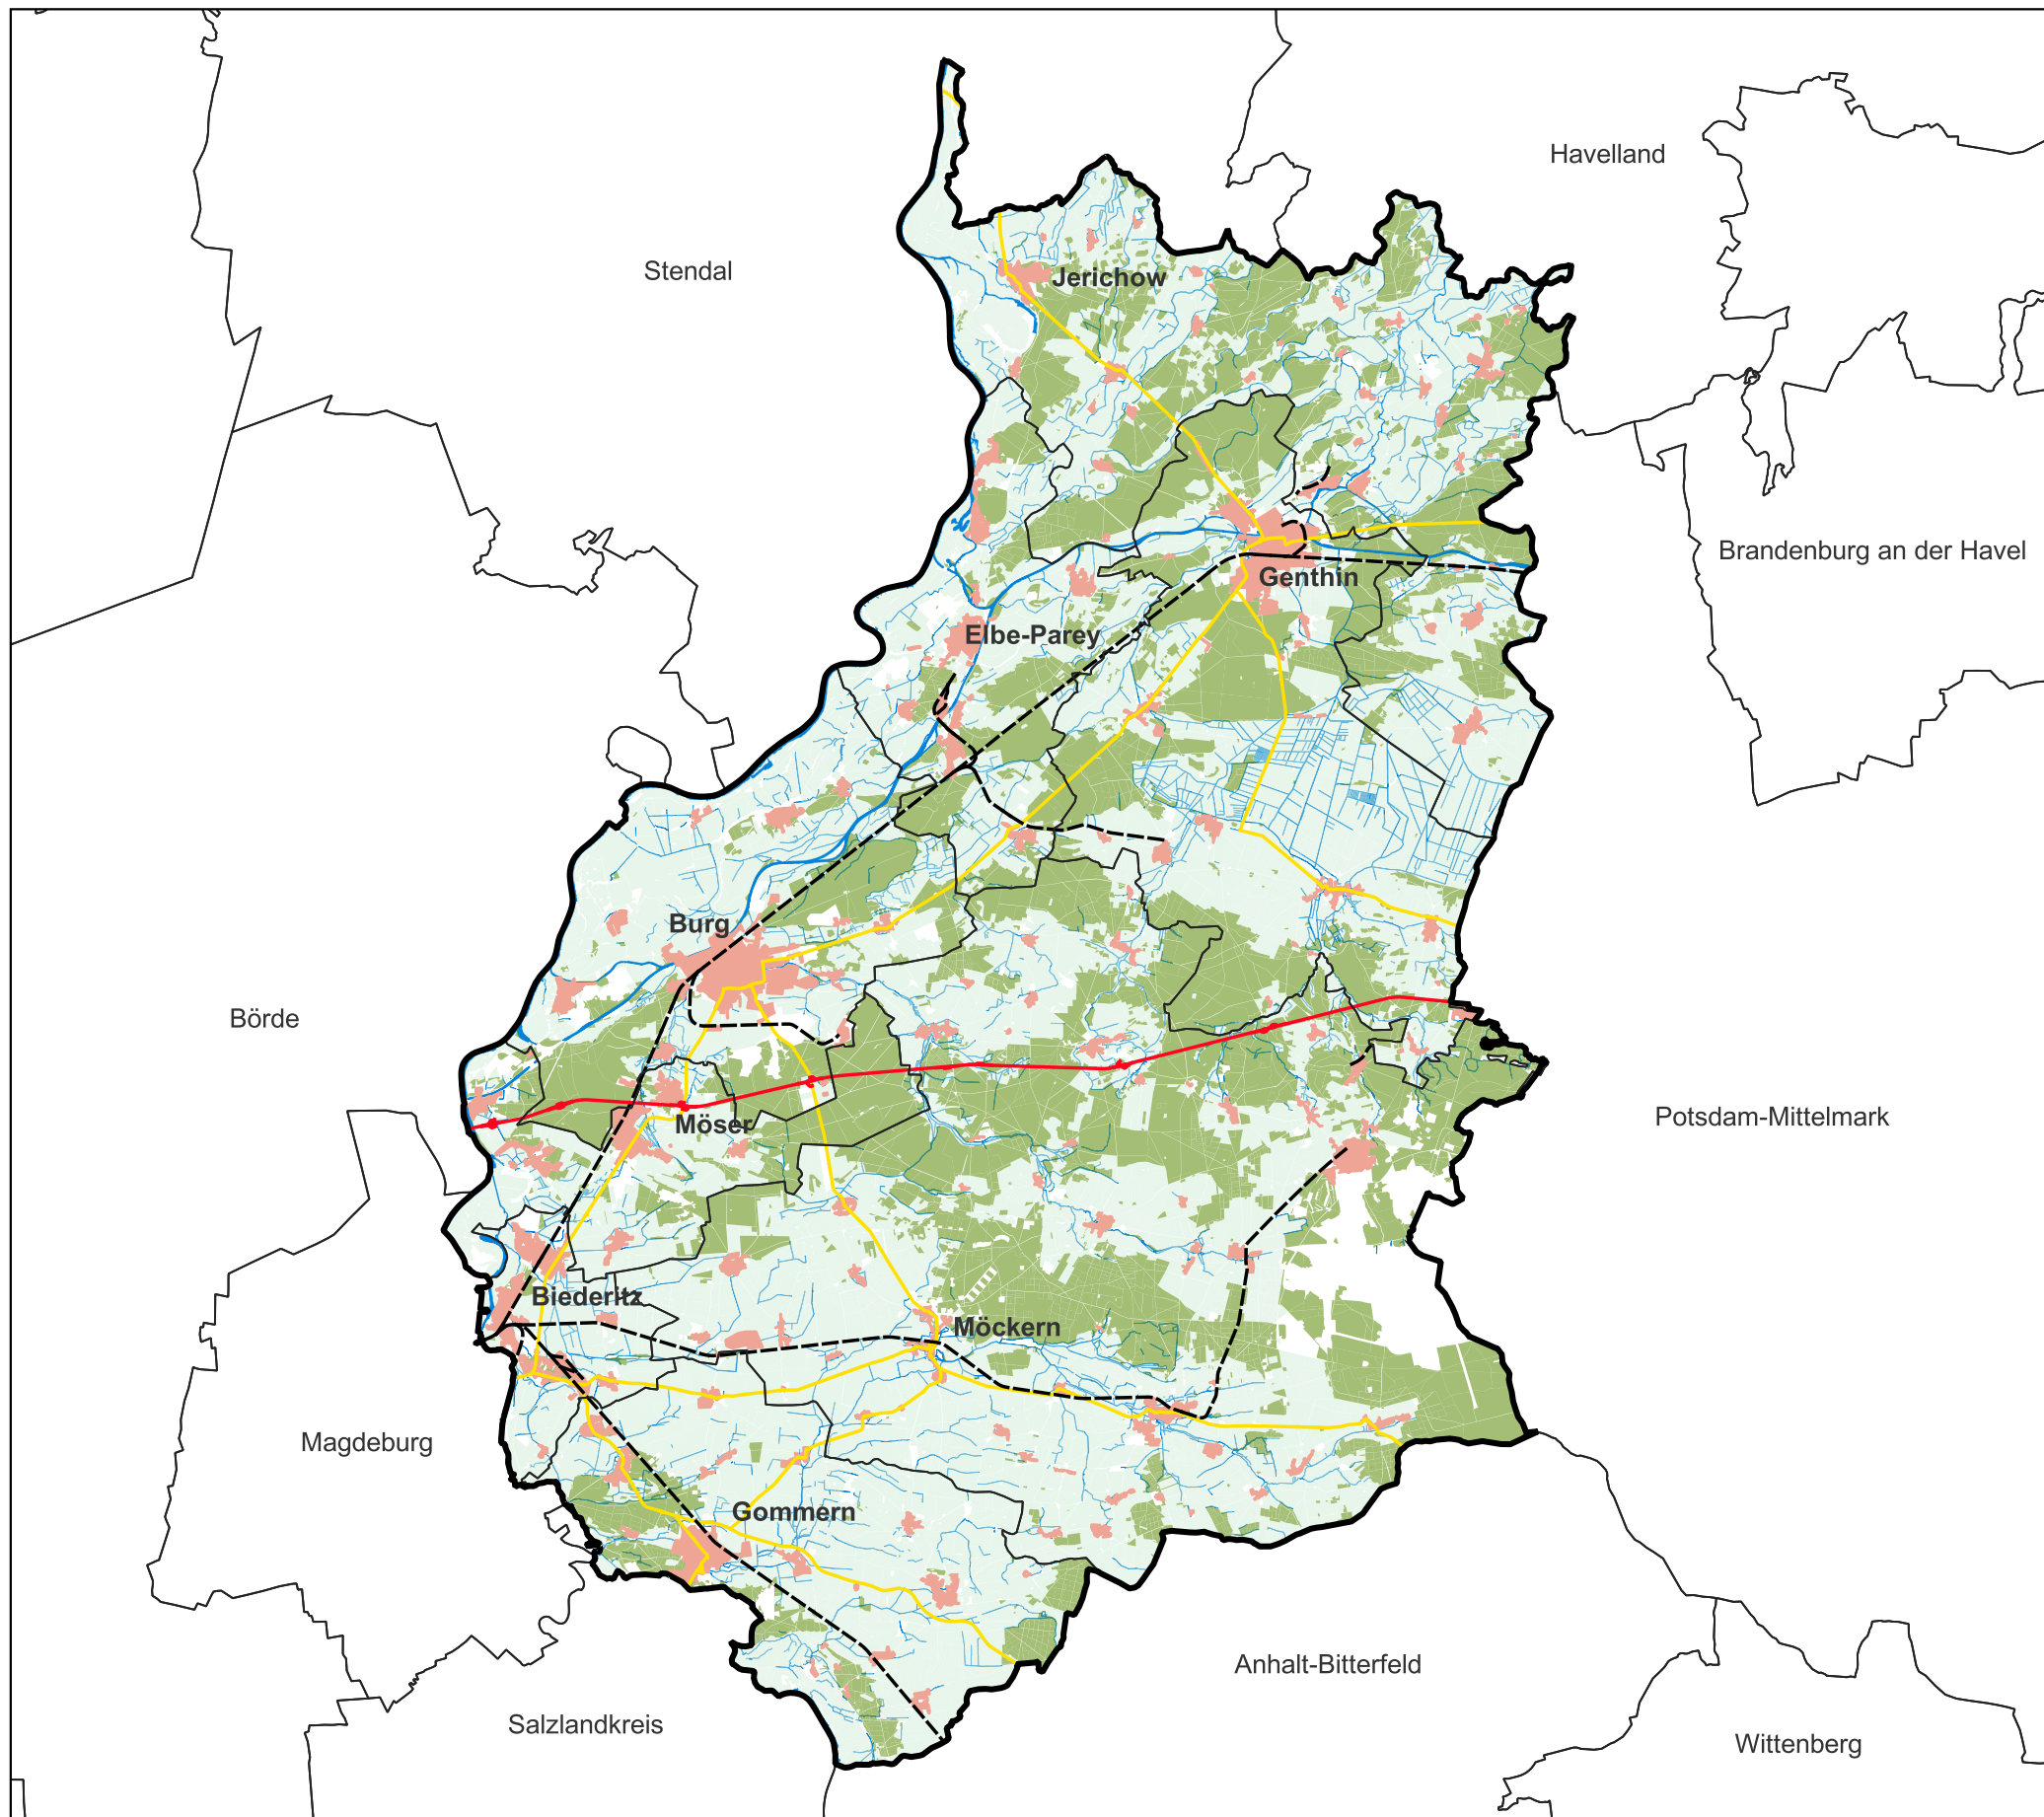 Havelland
Stendal
Jerichow
Brandenburg an der Havel
Genthin
Elbe-Parey
Burg
Börde
Potsdam-Mittelmark
Möser
Biederitz
Möckern
Magdeburg
Gommern
Anhalt-Bitterfeld
Salzlandkreis
Wittenberg